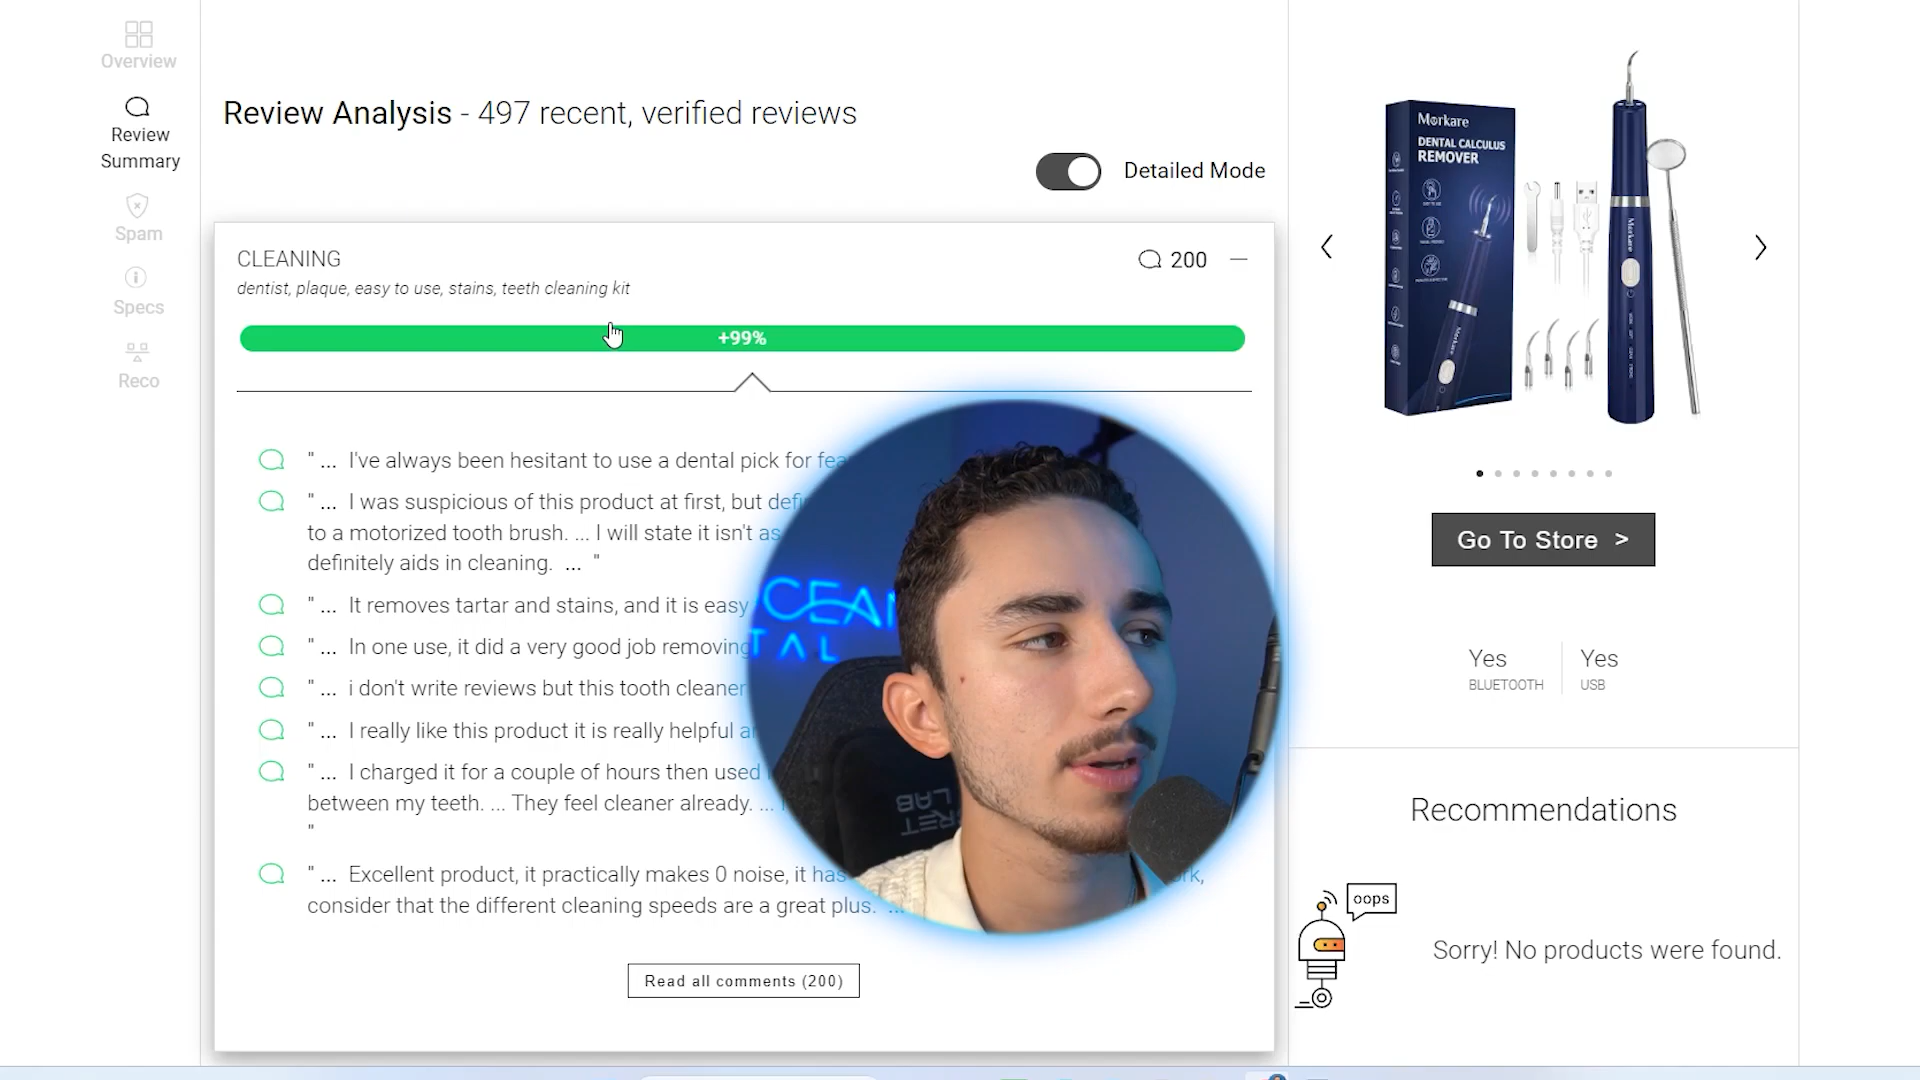 Overview
Review
Summary
Spam
Specs
Reco
Review Analysis - 497 recent, verified reviews
Detailed Mode
CLEANING
200
dentist, plaque, easy to use, stains, teeth cleaning kit
+99%
" ... I've always been hesitant to use a dental pick for fea
" ... I was suspicious of this product at first, but defi
to a motorized tooth brush. ... I will state it isn't as
definitely aids in cleaning. ... "
" ... It removes tartar and stains, and it is easy
" ... In one use, it did a very good job removing
" ... i don't write reviews but this tooth cleaner
" ... I really like this product it is really helpful a
" ... I charged it for a couple of hours then used
between my teeth. ... They feel cleaner already. ...
"
" ... Excellent product, it practically makes 0 noise, it has rk,
consider that the different cleaning speeds are a great plus. ...
Read all comments (200)
CEAN
TAL
Morkare
DENTAL CALCULUS
REMOVER
Morkare
Go To Store >
Yes
BLUETOOTH
Yes
USB
Recommendations
oops
Sorry! No products were found.